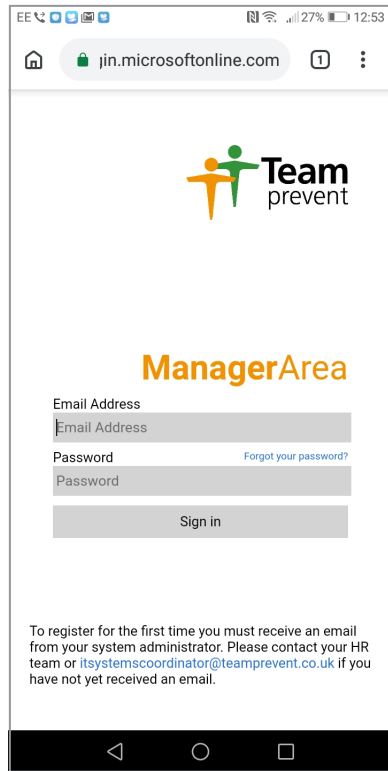 EE 27% 12:53
jin.microsoftonline.com 1
Team
prevent
ManagerArea
Email Address
Email Address
Password Forgot your password?
Password
Sign in
To register for the first time you must receive an email
from your system administrator. Please contact your HR
team or itsystemscoordinator@teamprevent.co.uk if you
have not yet received an email.